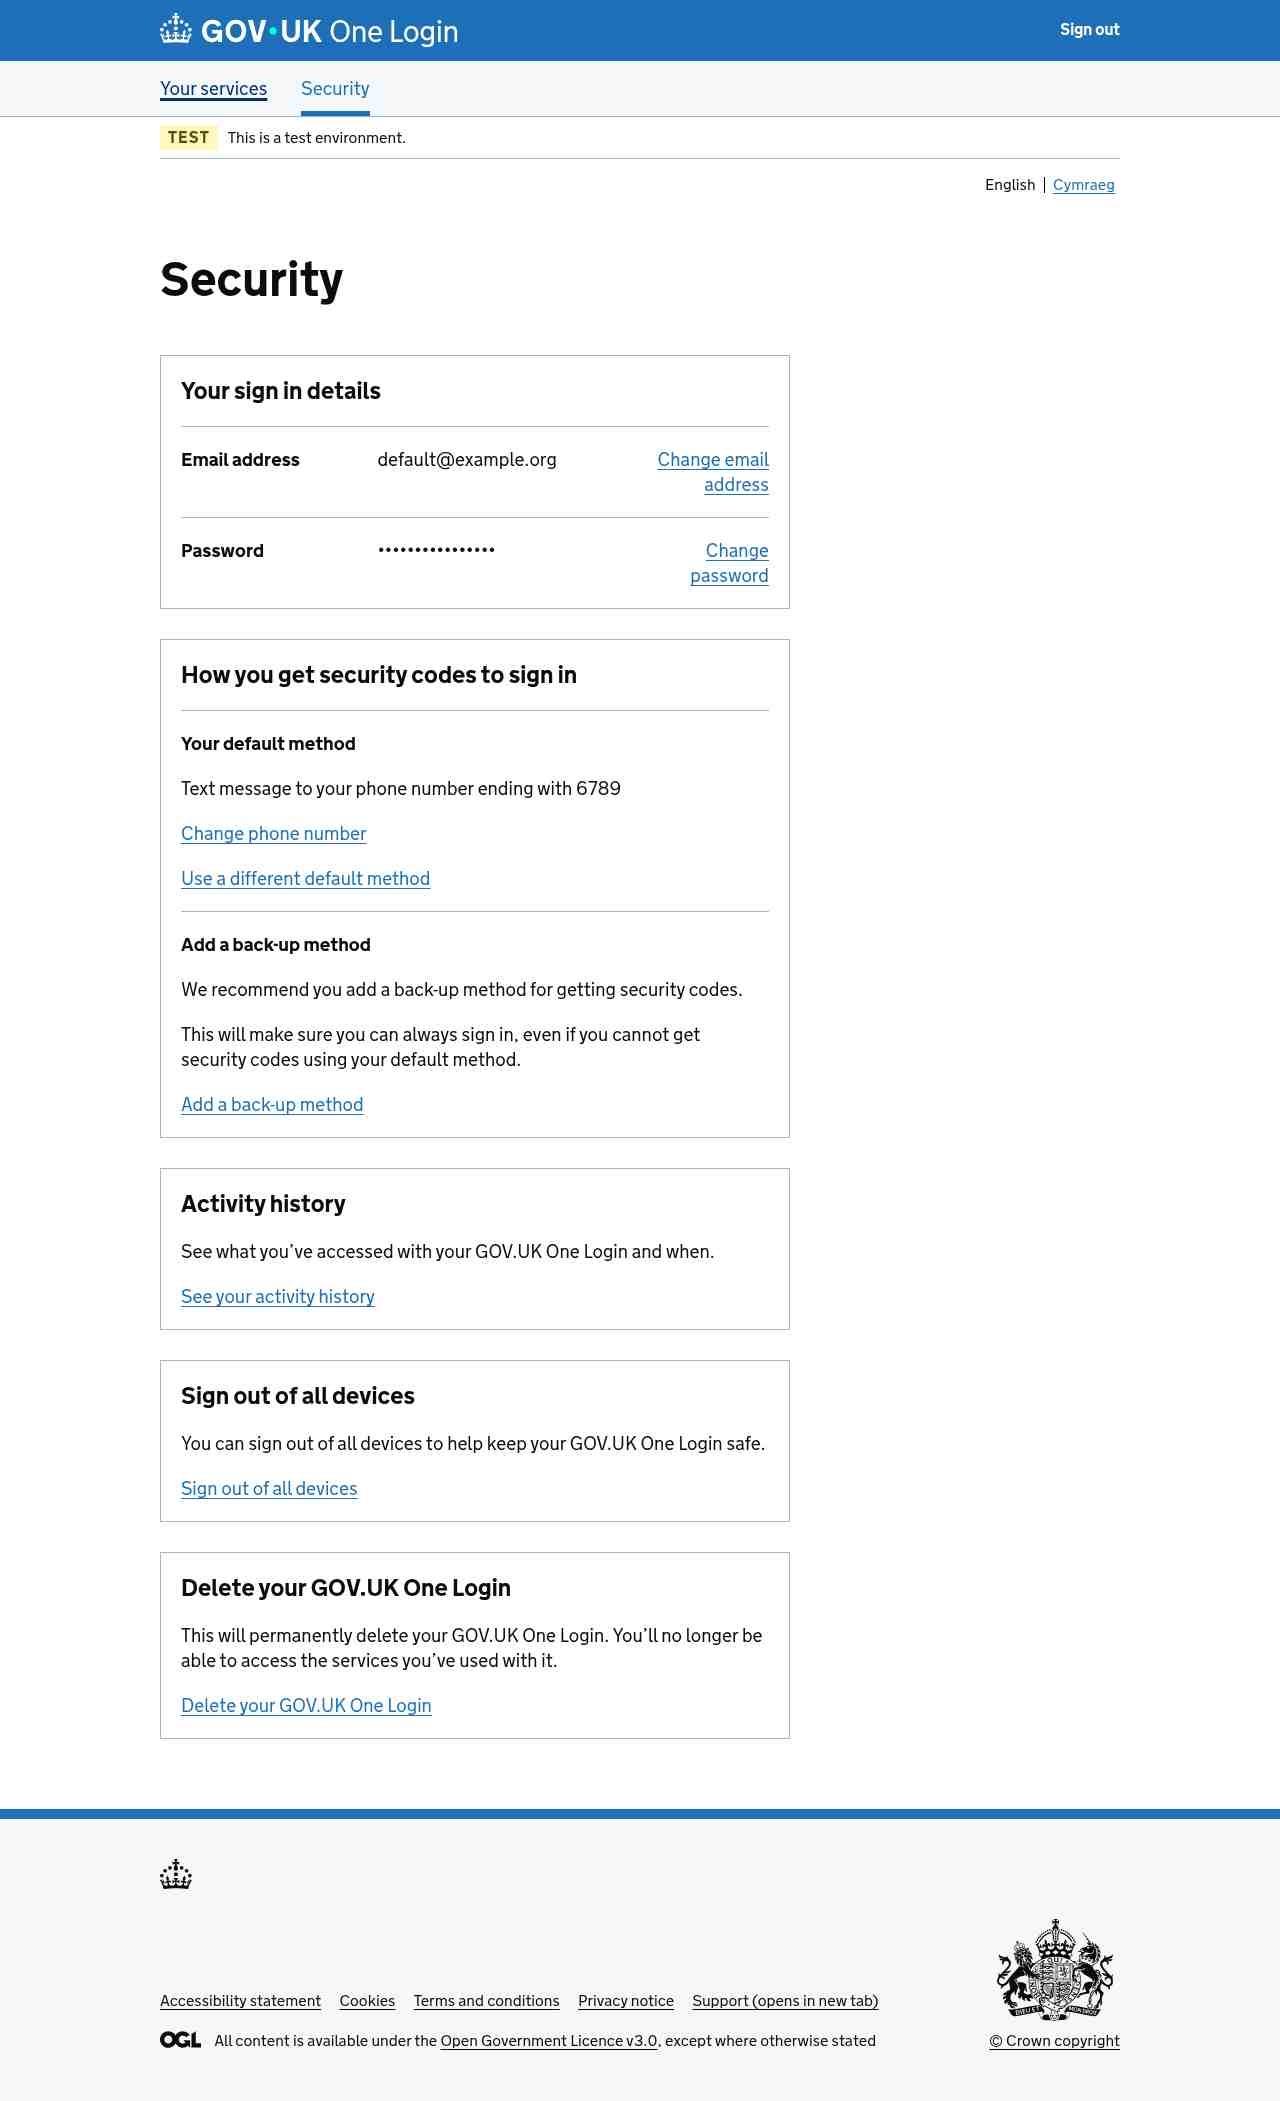 GOV•UK One Login
Sign out
Your services
Security
TEST
This is a test environment.
English
Cymraeg
Security
Your sign in details
Email address
default@example.org
Change email
address
Password
••••••••••••••••
Change
password
How you get security codes to sign in
Your default method
Text message to your phone number ending with 6789
Change phone number
Use a different default method
Add a back-up method
We recommend you add a back-up method for getting security codes.
This will make sure you can always sign in, even if you cannot get
security codes using your default method.
Add a back-up method
Activity history
See what you’ve accessed with your GOV.UK One Login and when.
See your activity history
Sign out of all devices
You can sign out of all devices to help keep your GOV.UK One Login safe.
Sign out of all devices
Delete your GOV.UK One Login
This will permanently delete your GOV.UK One Login. You’ll no longer be
able to access the services you’ve used with it.
Delete your GOV.UK One Login
Accessibility statement
Cookies
Terms and conditions
Privacy notice
Support (opens in new tab)
OGL
All content is available under the Open Government Licence v3.0, except where otherwise stated
© Crown copyright